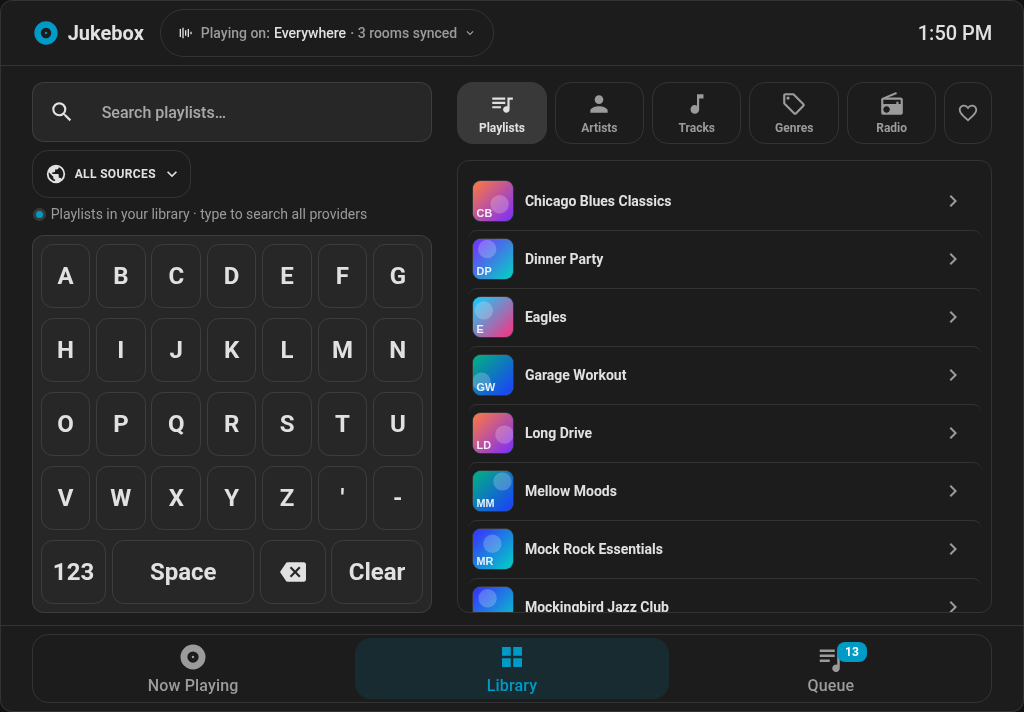 Jukebox
Playing on: Everywhere · 3 rooms synced
1:50 PM
Search playlists…
Playlists
Artists
Tracks
Genres
Radio
ALL SOURCES
Playlists in your library · type to search all providers
A B C D E F G
H I J K L M N
O P Q R S T U
V W X Y Z ' -
123 Space Clear
CB Chicago Blues Classics
DP Dinner Party
E Eagles
GW Garage Workout
LD Long Drive
MM Mellow Moods
MR Mock Rock Essentials
Mockingbird Jazz Club
Now Playing
Library
Queue
13